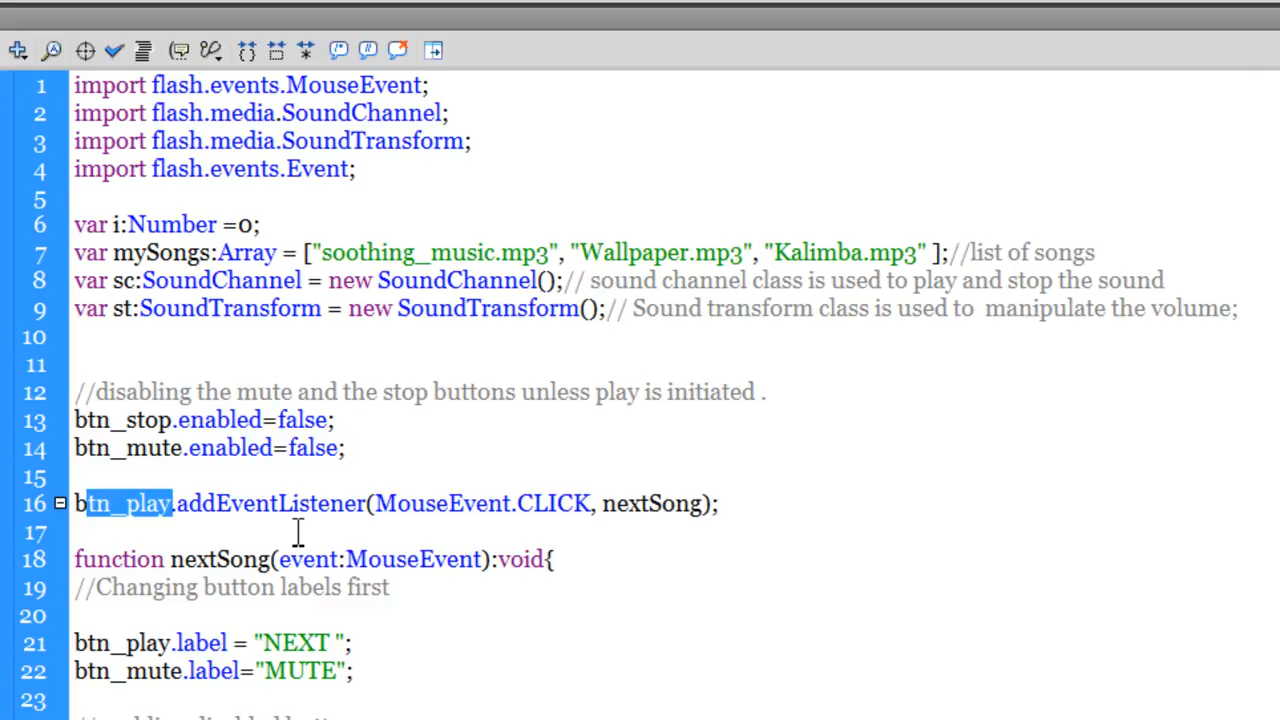 1 import flash.events.MouseEvent;
2 import flash.media.SoundChannel;
3 import flash.media.SoundTransform;
4 import flash.events.Event;
5
6 var i:Number =0;
7 var mySongs:Array = ["soothing_music.mp3", "Wallpaper.mp3", "Kalimba.mp3" ];//list of songs
8 var sc:SoundChannel = new SoundChannel();// sound channel class is used to play and stop the sound
9 var st:SoundTransform = new SoundTransform();// Sound transform class is used to  manipulate the volume;
10
11
12 //disabling the mute and the stop buttons unless play is initiated .
13 btn_stop.enabled=false;
14 btn_mute.enabled=false;
15
16 btn_play.addEventListener(MouseEvent.CLICK, nextSong);
17
18 function nextSong(event:MouseEvent):void{
19 //Changing button labels first
20
21 btn_play.label = "NEXT ";
22 btn_mute.label="MUTE";
23